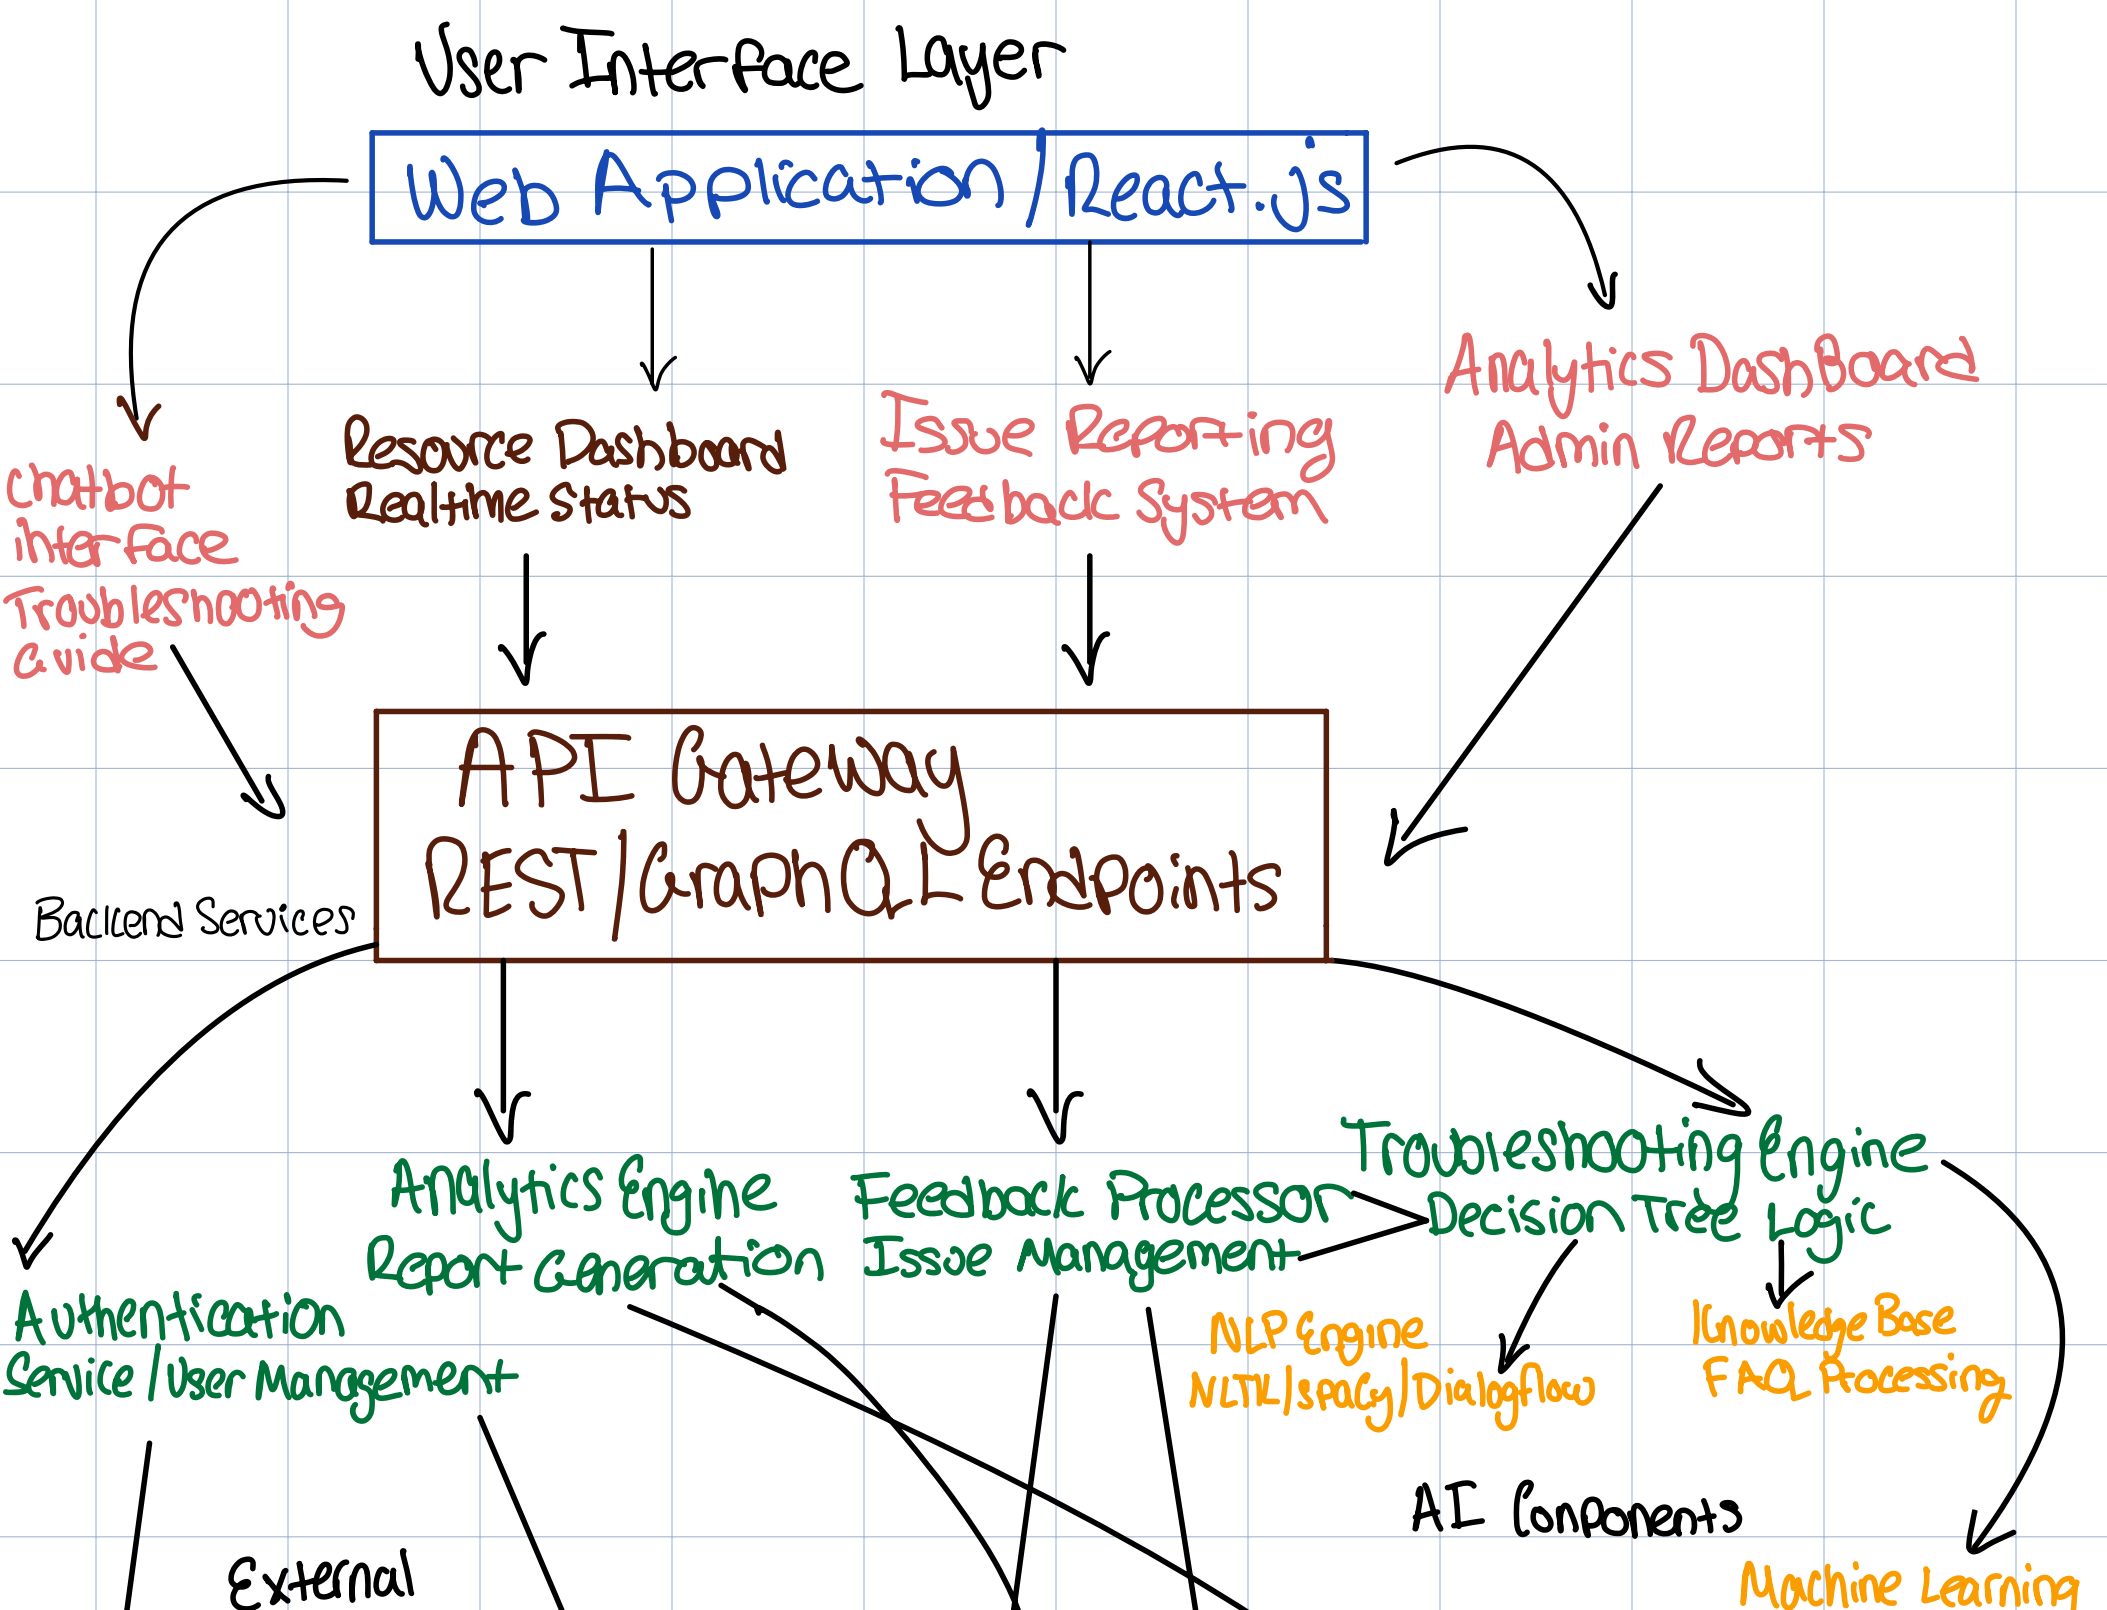 User Interface Layer
Web Application/React.js
Analytics DashBoard
Admin Reports
Resource Dashboard
Realtime Status
Issue Reporting
Feedback System
Chatbot
interface
Troubleshooting
Guide
API Gateway
REST/GraphQL Endpoints
Backend Services
Troubleshooting Engine
Decision Tree Logic
Analytics Engine
Report Generation
Feedback Processor
Issue Management
Authentication
Service/User Management
NLP Engine
NLTK/spacy/Dialogflow
Knowledge Base
FAQ Processing
AI Conponents
External
Machine Learning